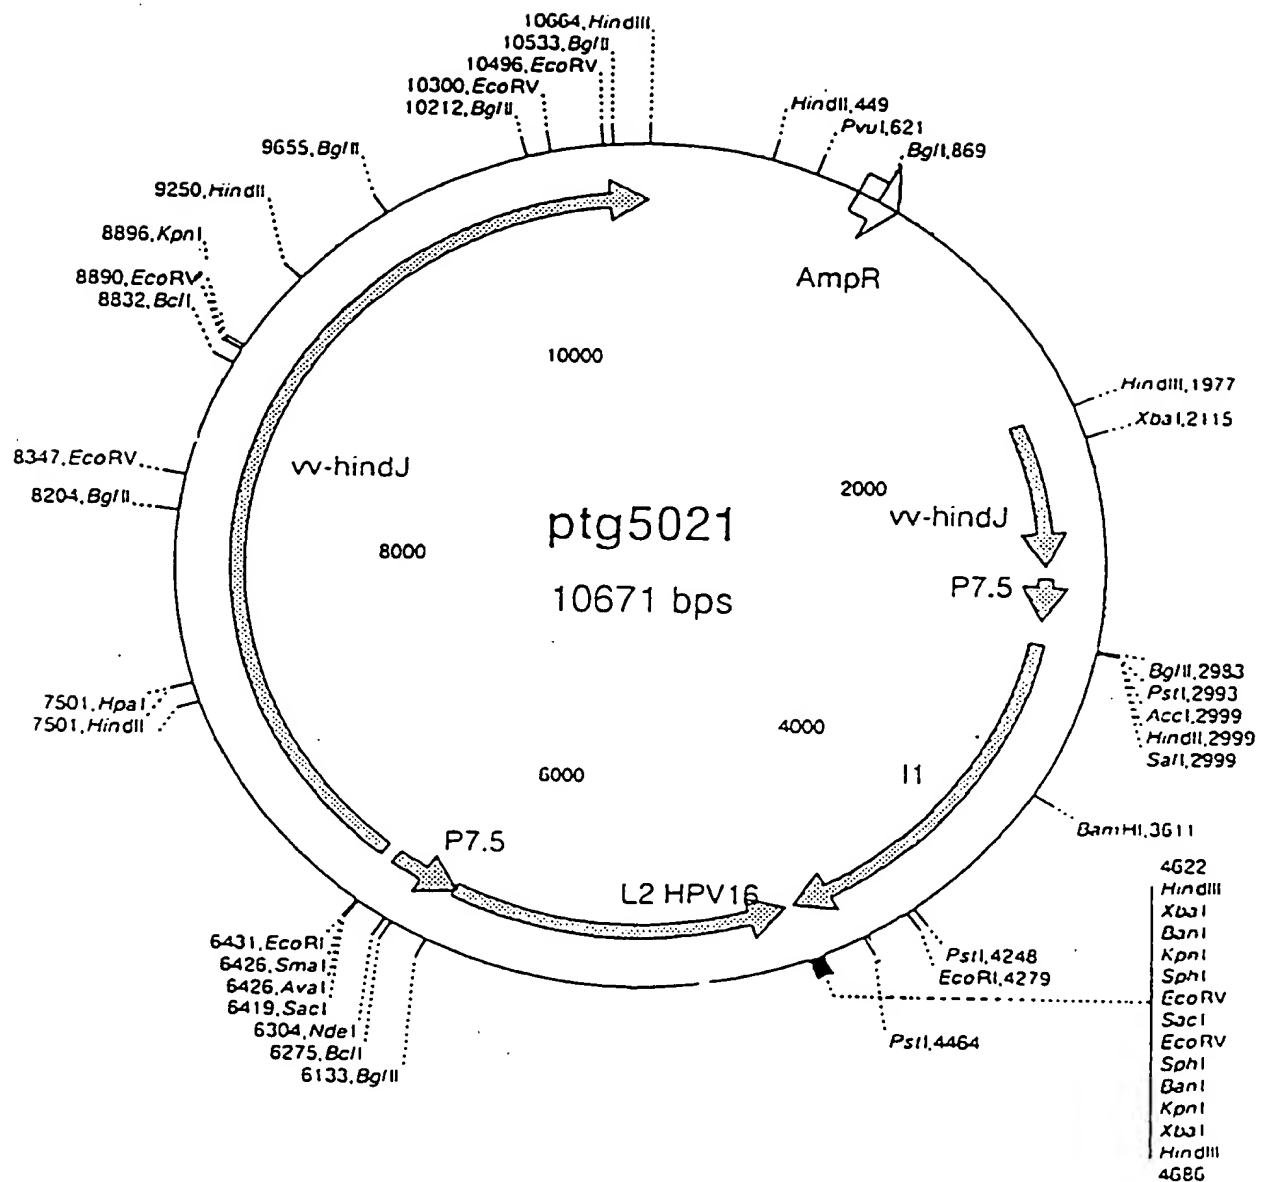 10664, HindIII
10533, BglII
10496, EcoRV
10300, EcoRV
10212, BglII
9655, BglII
9250, HindII
8896, KpnI
8890, EcoRV
8832, BclI
8347, EcoRV
8204, BglII
7501, HpaI
7501, HindII
6431, EcoRI
6426, SmaI
6426, AvaI
6419, SacI
6304, NdeI
6275, BclI
6133, BglII
HindII, 449
PvuI, 621
BglI, 869
AmpR
HindIII, 1977
XbaI, 2115
10000
2000
4000
6000
8000
vv-hindJ
vv-hindJ
ptg5021
10671 bps
P7.5
I1
P7.5
L2 HPV16
BglII, 2983
PstI, 2993
AccI, 2999
HindII, 2999
SalI, 2999
BamHI, 3611
PstI, 4248
EcoRI, 4279
PstI, 4464
4622
HindIII
XbaI
BanI
KpnI
SphI
EcoRV
SacI
EcoRV
SphI
BanI
KpnI
XbaI
HindIII
4686